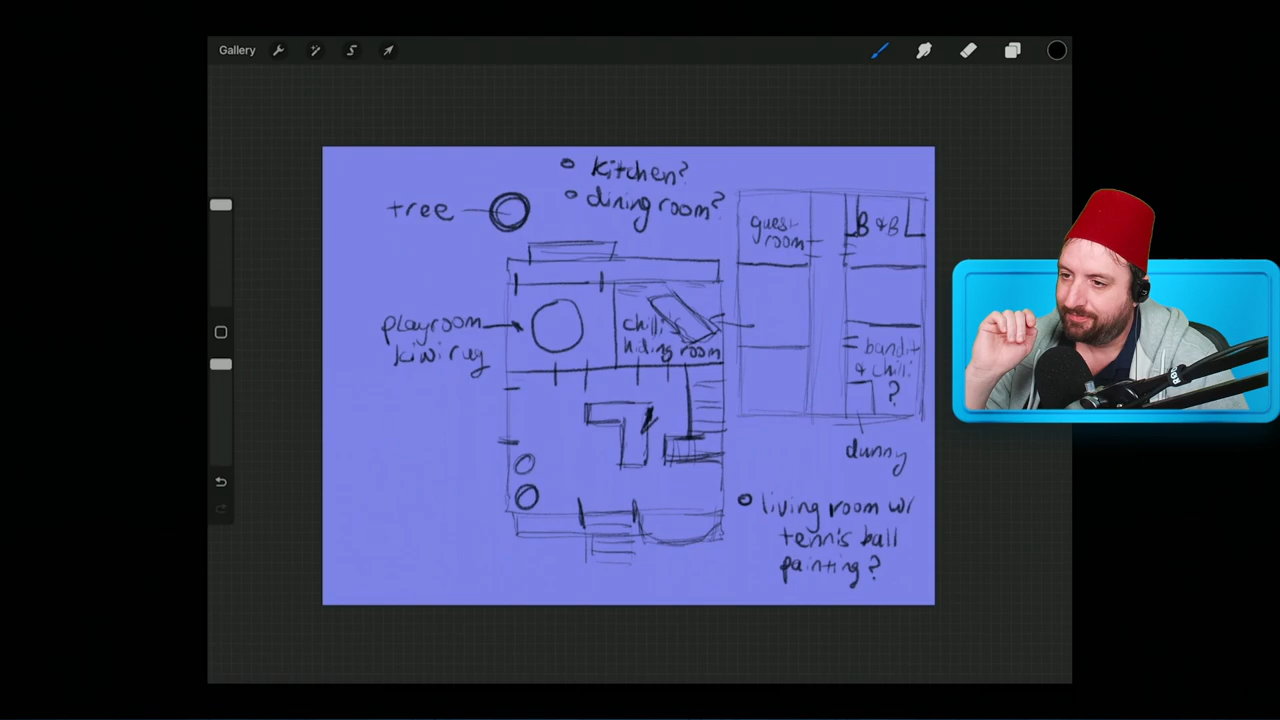 Gallery
kitchen?
dining room?
tree
guest
room
B & B
playroom
kiwi rug
chilli's
hiding room
bandit
& chilli
?
dunny
living room w/
tennis ball
painting?